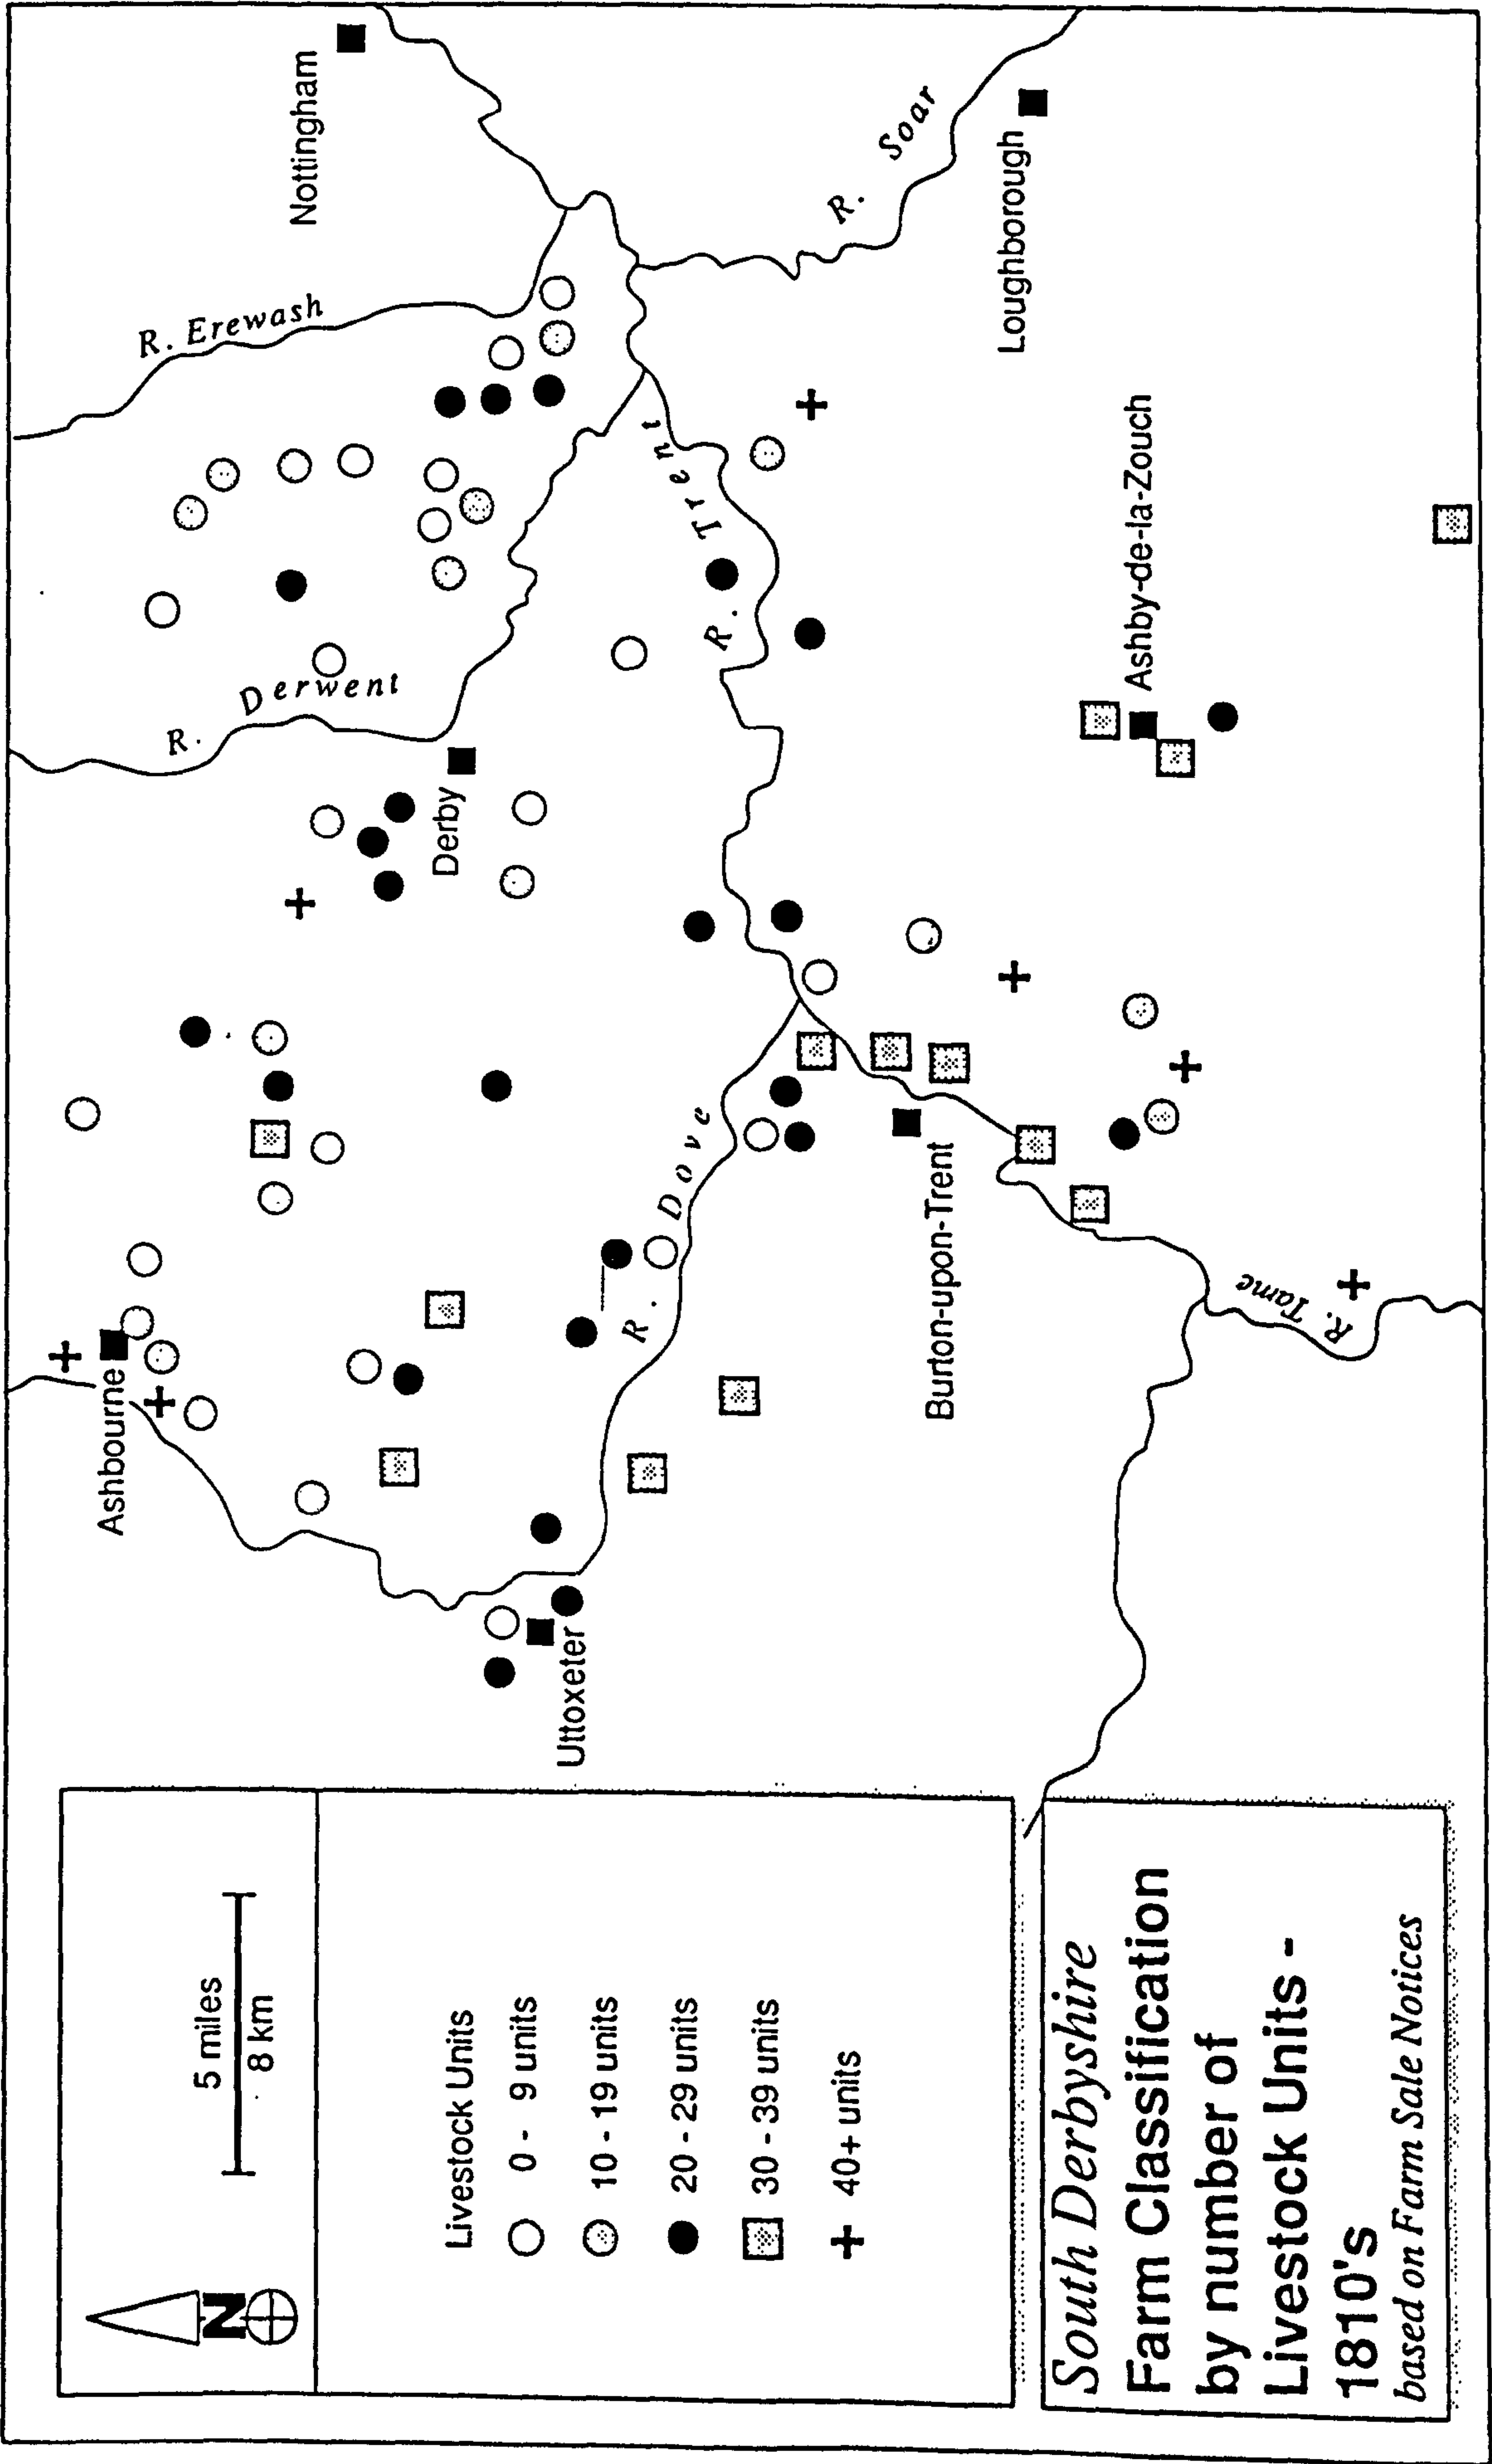 N
5 miles
8 km
Livestock Units
0 - 9 units
10 - 19 units
20 - 29 units
30 - 39 units
40+ units
South Derbyshire
Farm Classification
by number of
Livestock Units -
1810's
based on Farm Sale Notices
Ashbourne
Uttoxeter
R. Dove
Derby
R. Derwent
R. Erewash
Nottingham
R. Trent
R. Soar
Loughborough
Ashby-de-la-Zouch
Burton-upon-Trent
R. Tame